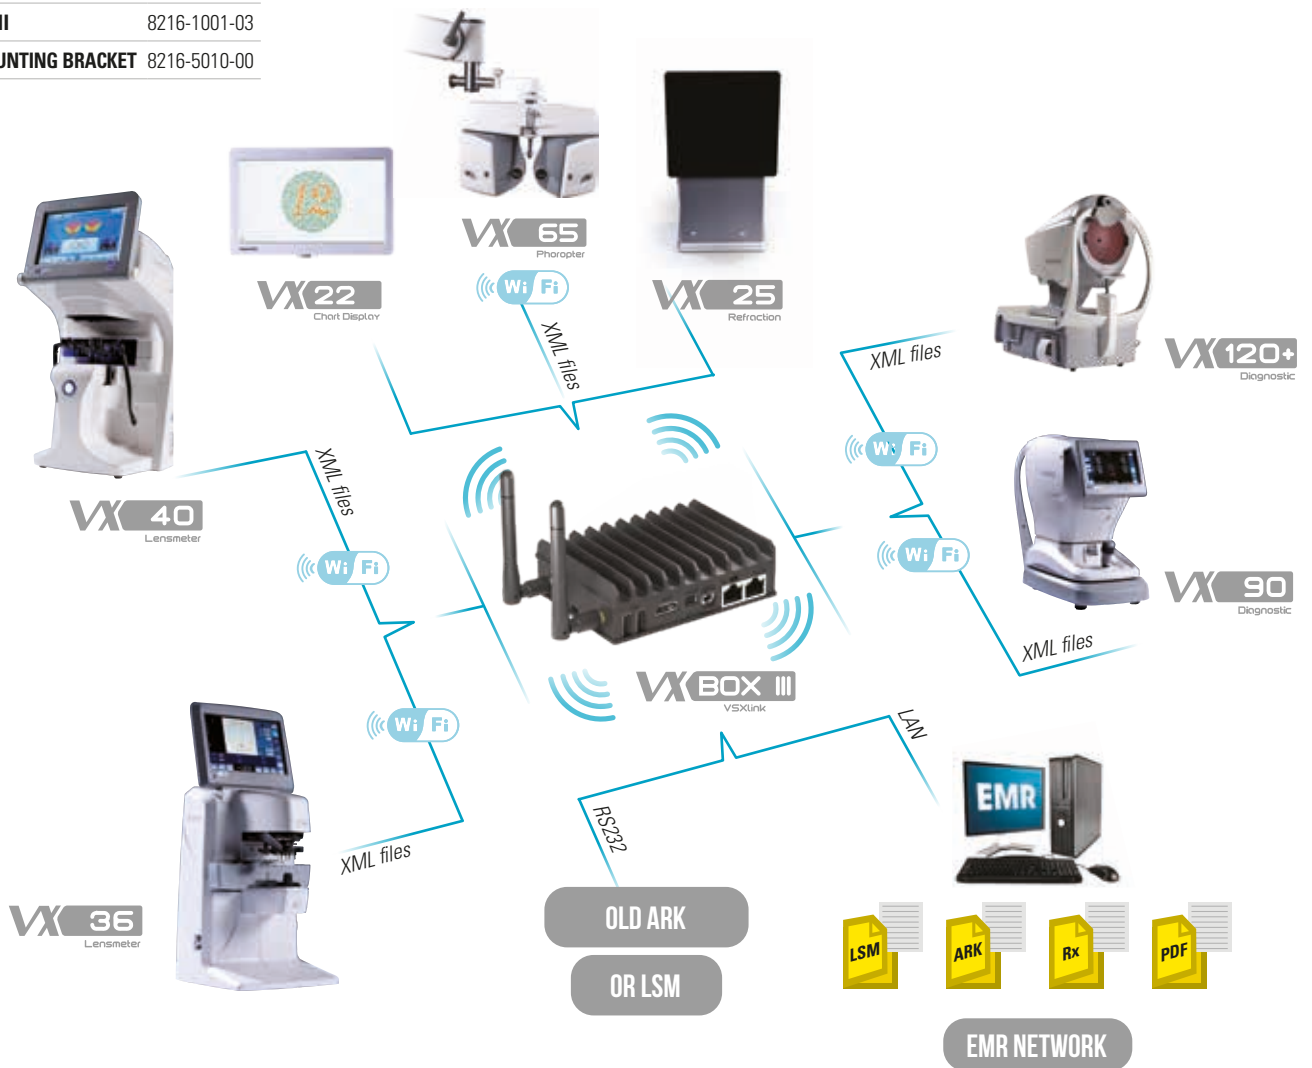 II 8216-1001-03
UNTING BRACKET 8216-5010-00
VX 65
Phoropter
Wi Fi
XML files
VX 22
Chart Display
VX 25
Refraction
XML files
VX 120+
Diagnostic
Wi Fi
XML files
VX 40
Lensmeter
Wi Fi
Wi Fi
VX 90
Diagnostic
XML files
VX BOX III
VSXlink
Wi Fi
LAN
EMR
RS232
XML files
VX 36
Lensmeter
OLD ARK
OR LSM
LSM
ARK
Rx
PDF
EMR NETWORK